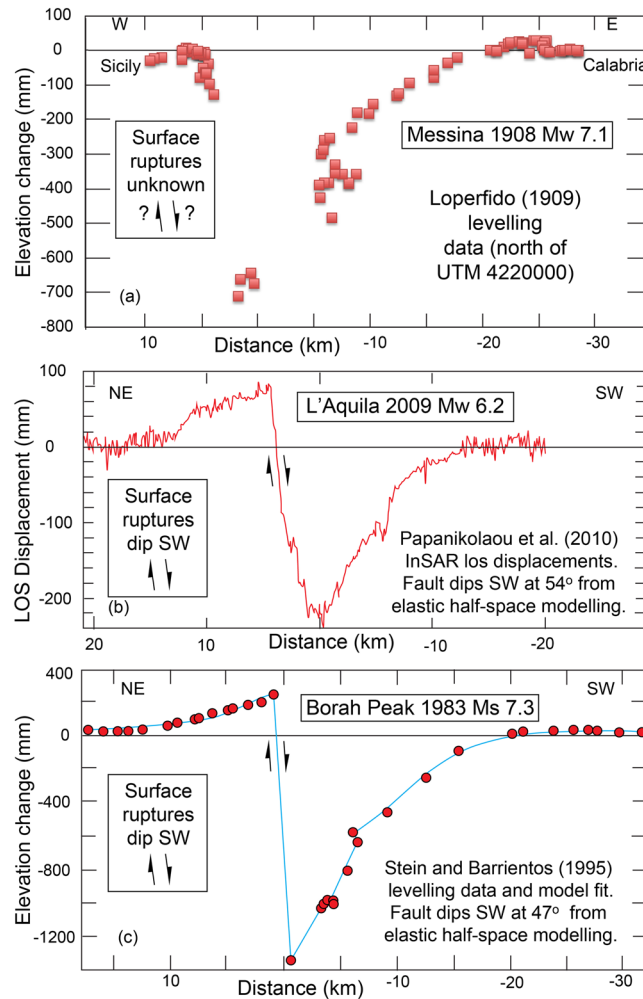 W
E
100
0
-100
-200
-300
-400
-500
-600
-700
-800
Elevation change (mm)
Sicily
Calabria
Surface
ruptures
unknown
? ?
Messina 1908 Mw 7.1
Loperfido (1909)
levelling
data (north of
UTM 4220000)
(a)
10
-10
-20
-30
Distance (km)
NE
SW
100
0
-100
-200
LOS Displacement (mm)
L'Aquila 2009 Mw 6.2
Surface
ruptures
dip SW
Papanikolaou et al. (2010)
InSAR los displacements.
Fault dips SW at 54° from
elastic half-space modelling.
(b)
20
10
-10
-20
Distance (km)
NE
SW
400
0
-400
-800
-1200
Elevation change (mm)
Borah Peak 1983 Ms 7.3
Surface
ruptures
dip SW
Stein and Barrientos (1995)
levelling data and model fit.
Fault dips SW at 47° from
elastic half-space modelling.
(c)
10
-10
-20
-30
Distance (km)